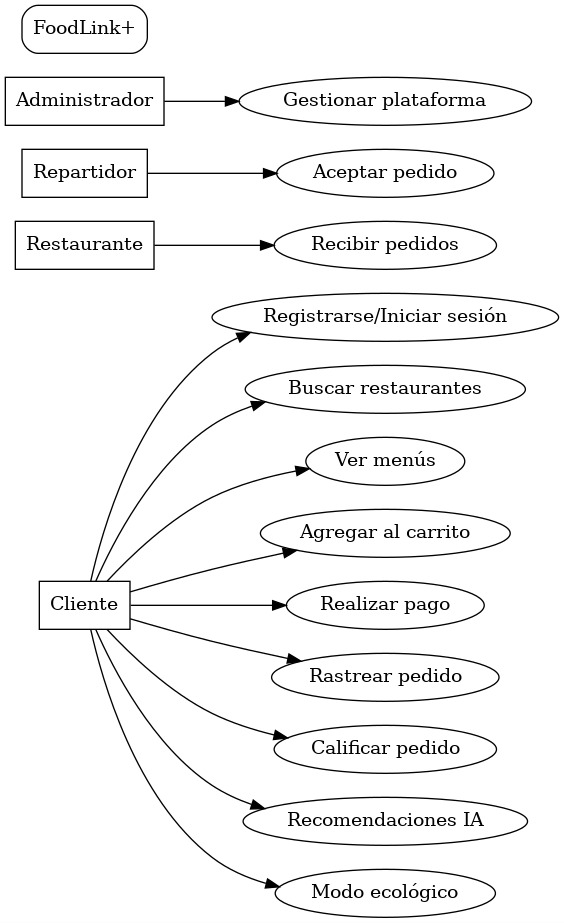 FoodLink+
Administrador
Gestionar plataforma
Repartidor
Aceptar pedido
Restaurante
Recibir pedidos
Registrarse/Iniciar sesión
Buscar restaurantes
Ver menús
Agregar al carrito
Cliente
Realizar pago
Rastrear pedido
Calificar pedido
Recomendaciones IA
Modo ecológico